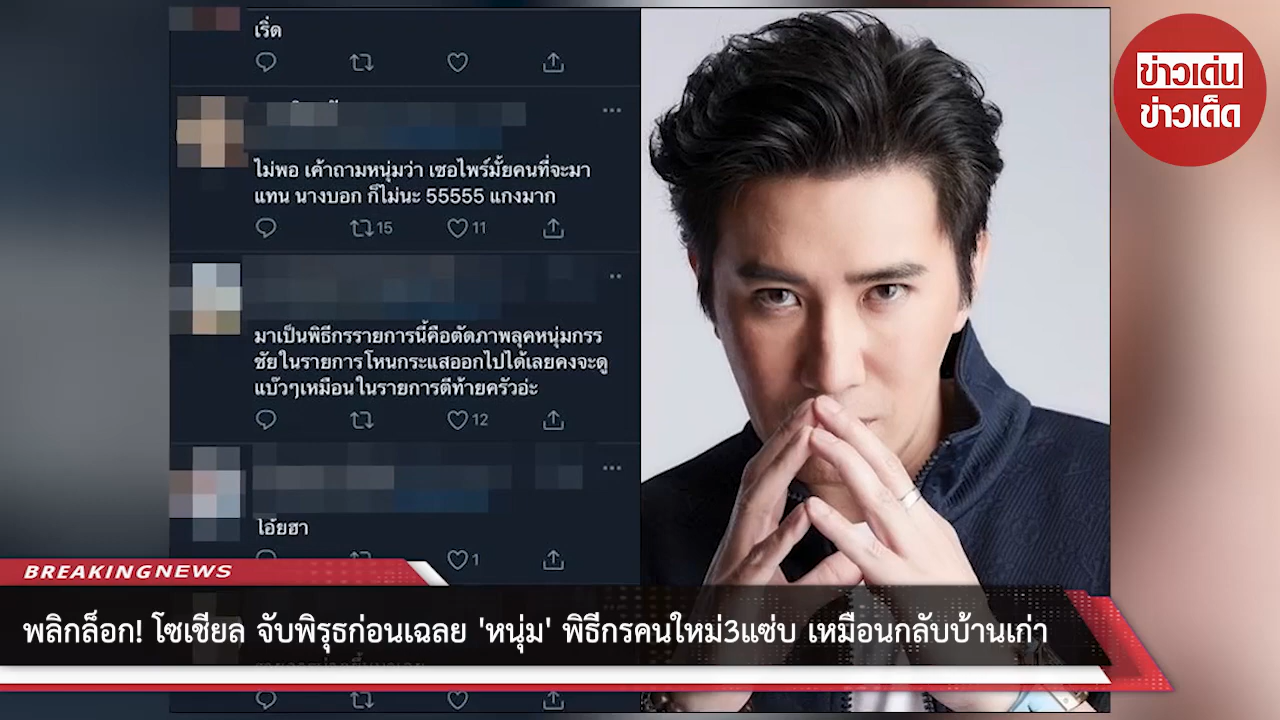 เริ่ด
ข่าวเด่น
ข่าวเด็ด
ไม่พอ เค้าถามหนุ่มว่า เซอไพร์มั้ยคนที่จะมา
แทน นางบอก ก็ไม่นะ 55555 แกงมาก
15 11
มาเป็นพิธีกรรายการนี้คือตัดภาพลุคหนุ่มกรร
ชัยในรายการโหนกระแสออกไปได้เลยคงจะดู
แบ๊วๆเหมือนในรายการตีท้ายครัวอ่ะ
12
ไอ้ยฮา
1
BREAKINGNEWS
พลิกล็อก! โซเชียล จับพิรุธก่อนเฉลย 'หนุ่ม' พิธีกรคนใหม่3แซ่บ เหมือนกลับบ้านเก่า